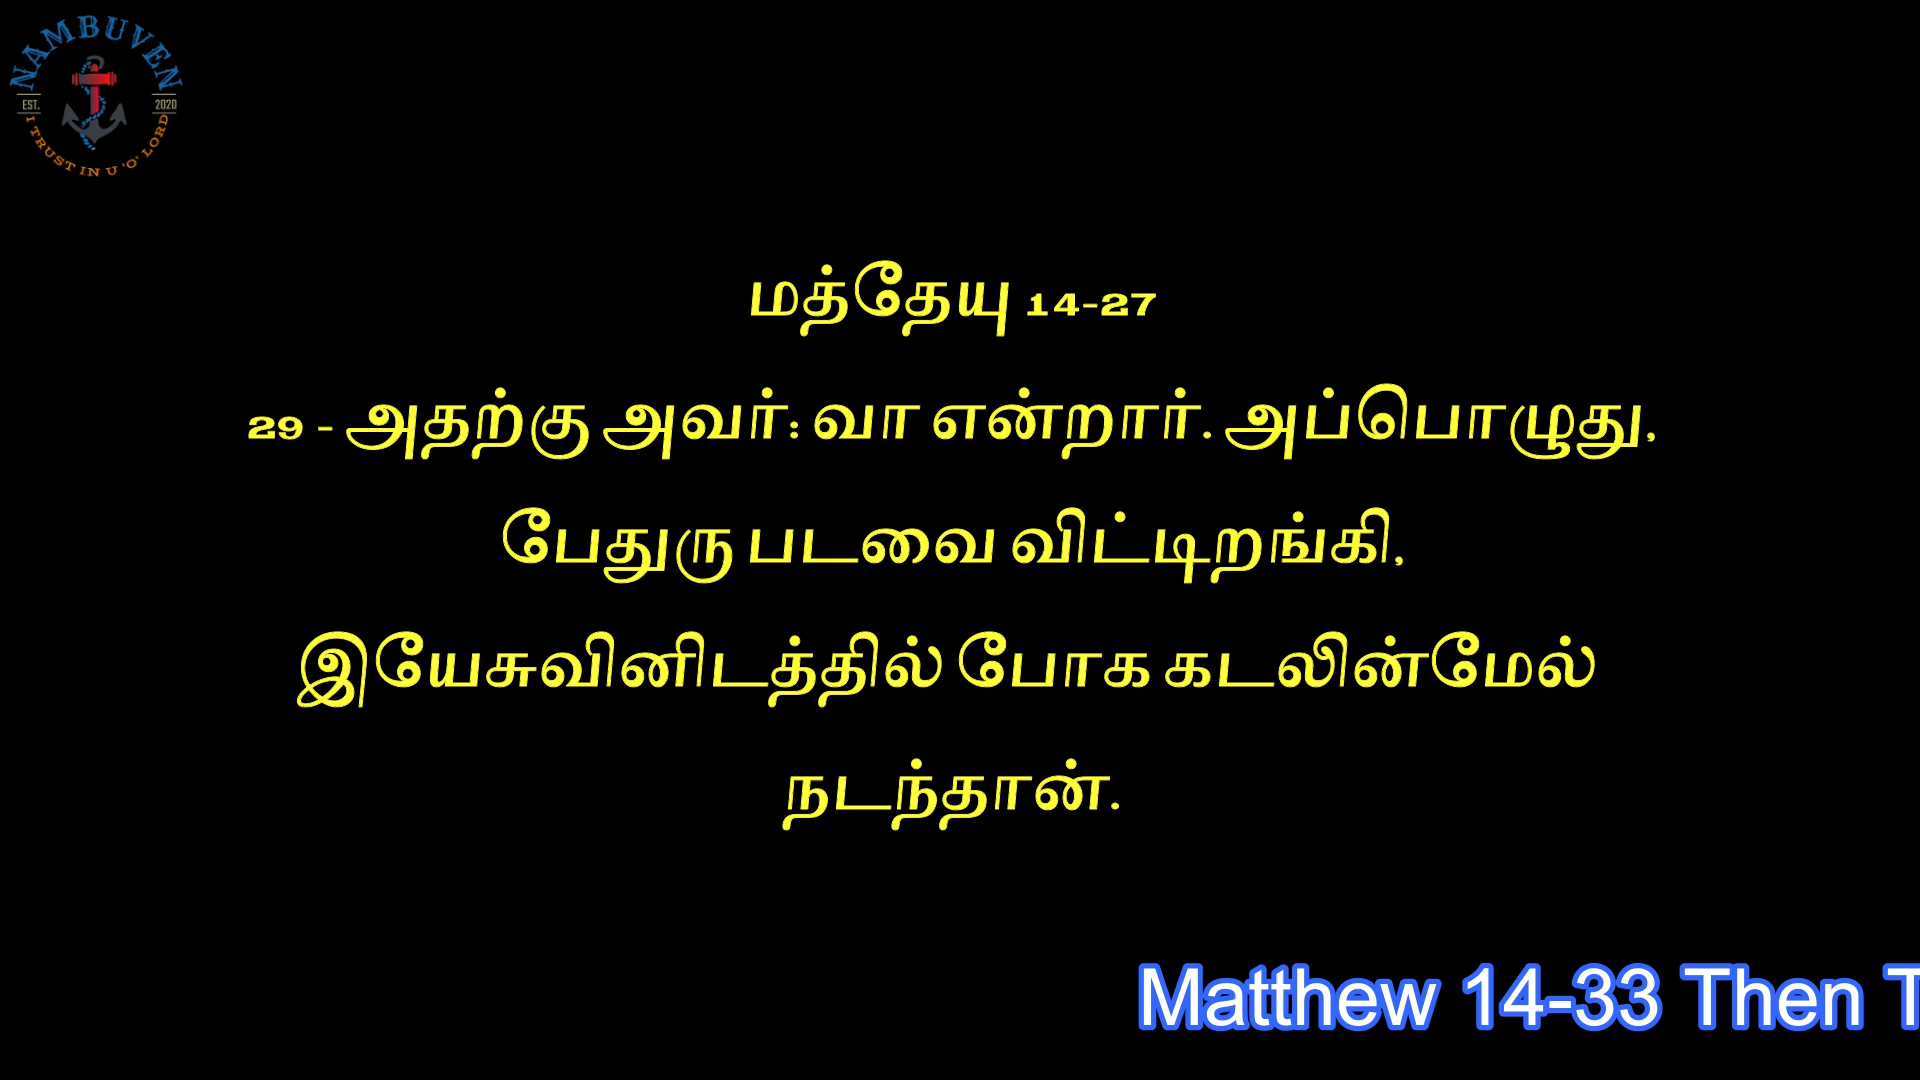 NAMBUVEN
EST. 2020
I TRUST IN U 'O' LORD
மத்தேயு 14-27
29 - அதற்கு அவர்: வா என்றார். அப்பொழுது,
பேதுரு படவை விட்டிறங்கி,
இயேசுவினிடத்தில் போக கடலின்மேல்
நடந்தான்.
Matthew 14-33 Then T